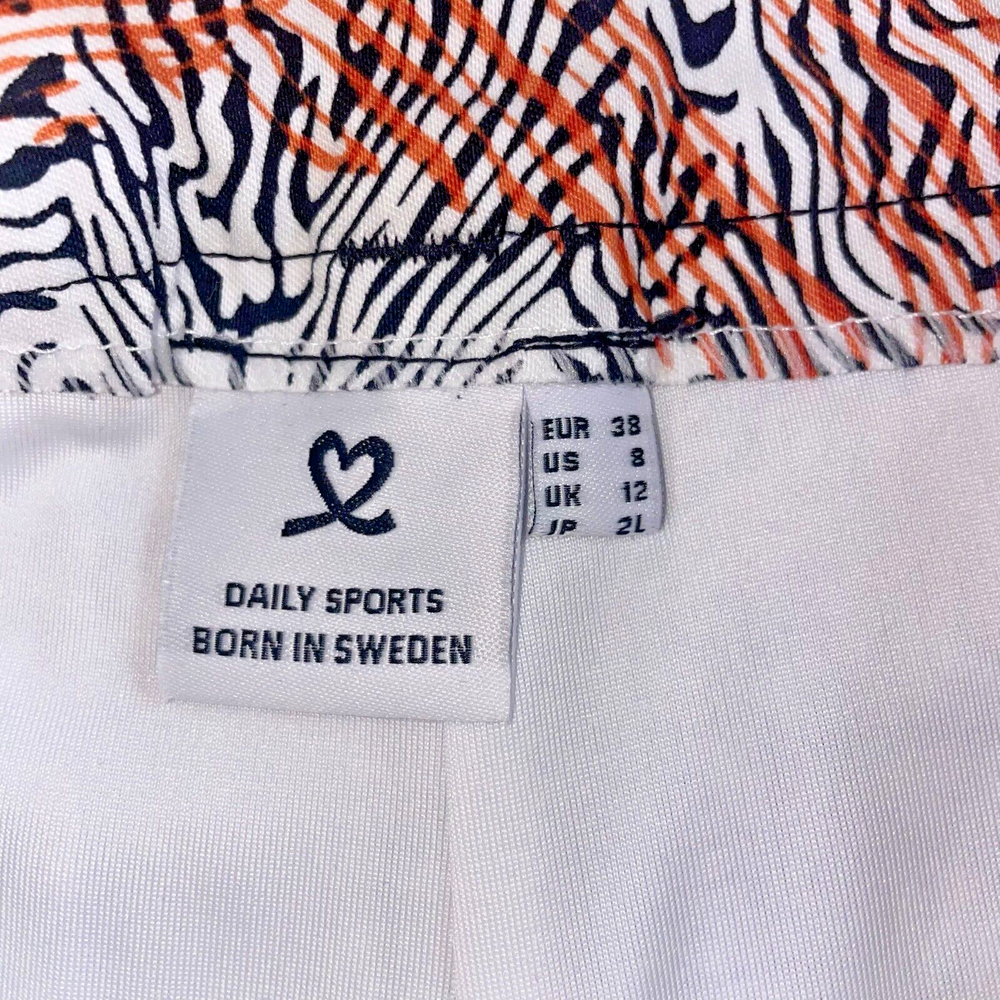 DAILY SPORTS
BORN IN SWEDEN
EUR 38
US 8
UK 12
JP 2L